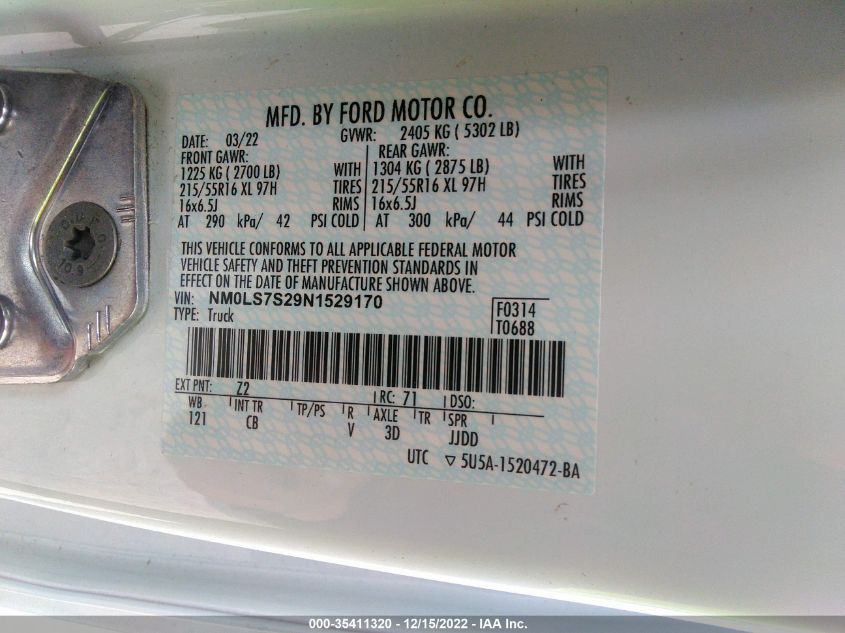 MFD. BY FORD MOTOR CO.
DATE: 03/22 GVWR: 2405 KG ( 5302 LB)
FRONT GAWR: REAR GAWR:
1225 KG ( 2700 LB) WITH 1304 KG ( 2875 LB) WITH
215/55R16 XL 97H TIRES 215/55R16 XL 97H TIRES
16x6.5J RIMS 16x6.5J RIMS
AT 290 kPa/ 42 PSI COLD AT 300 kPa/ 44 PSI COLD
THIS VEHICLE CONFORMS TO ALL APPLICABLE FEDERAL MOTOR
VEHICLE SAFETY AND THEFT PREVENTION STANDARDS IN
EFFECT ON THE DATE OF MANUFACTURE SHOWN ABOVE.
VIN: NM0LS7S29N1529170
TYPE: Truck
F0314
T0688
EXT PNT: Z2 RC: 71 DSO:
WB INT TR TP/PS R AXLE TR SPR
121 CB V 3D JJDD
UTC ▽ 5U5A-1520472-BA
000-35411320 - 12/15/2022 - IAA Inc.